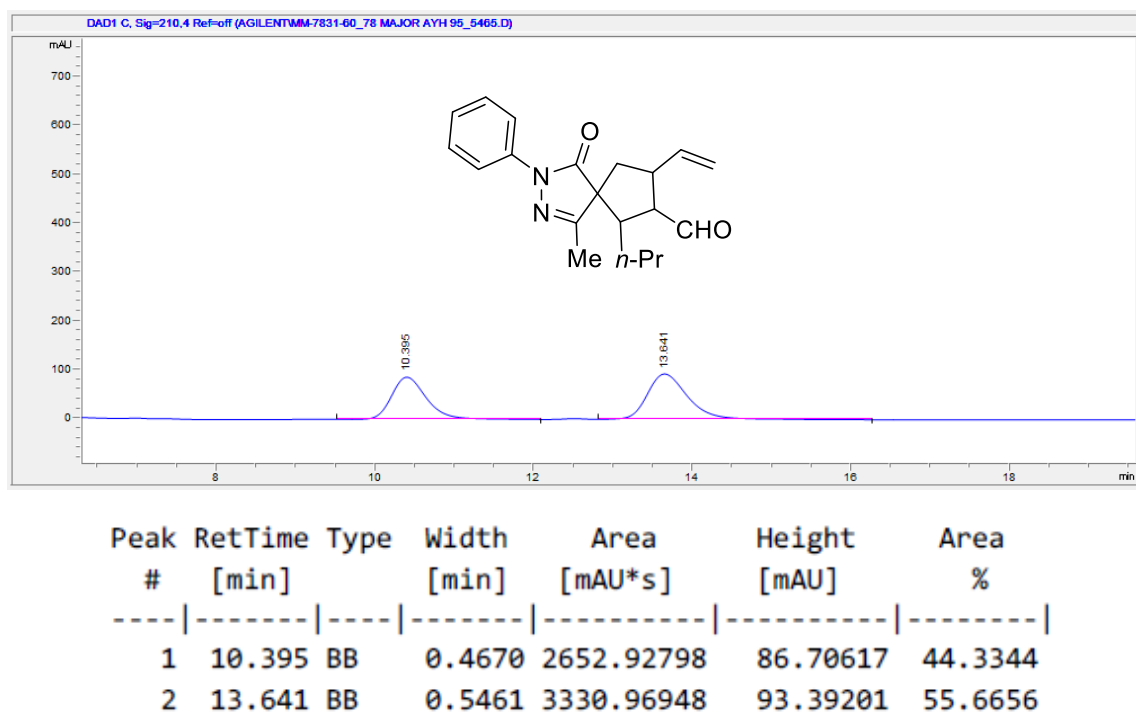 DAD1 C, Sig=210,4 Ref=off (AGILENT\MM-7831-60_78 MAJOR AYH 95_5465.D)
mAU
700
600
500
400
300
200
100
0
O
N
N
CHO
Me n-Pr
10.395
13.641
8 10 12 14 16 18 min
Peak RetTime Type Width Area Height Area
# [min] [min] [mAU*s] [mAU] %
----|-------|----|-------|----------|----------|--------|
1 10.395 BB 0.4670 2652.92798 86.70617 44.3344
2 13.641 BB 0.5461 3330.96948 93.39201 55.6656